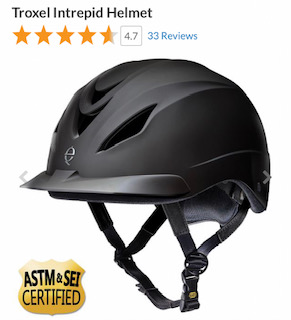 Troxel Intrepid Helmet
4.7
33 Reviews
ASTM & SEI
CERTIFIED